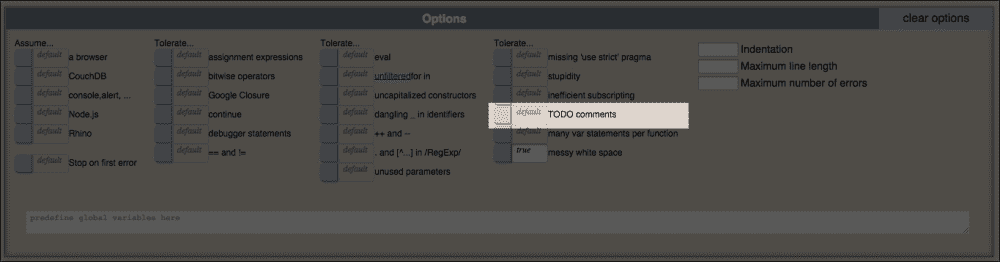 Options
clear options
Assume...
default a browser
default CouchDB
default console,alert, ...
default Node.js
default Rhino
default Stop on first error
Tolerate...
default assignment expressions
default bitwise operators
default Google Closure
default continue
default debugger statements
default == and !=
Tolerate...
default eval
default unfiltered for in
default uncapitalized constructors
default dangling _ in identifiers
default ++ and --
default . and [^...] in /RegExp/
default unused parameters
Tolerate...
default missing 'use strict' pragma
default stupidity
default inefficient subscripting
default TODO comments
default many var statements per function
true messy white space
Indentation
Maximum line length
Maximum number of errors
predefine global variables here